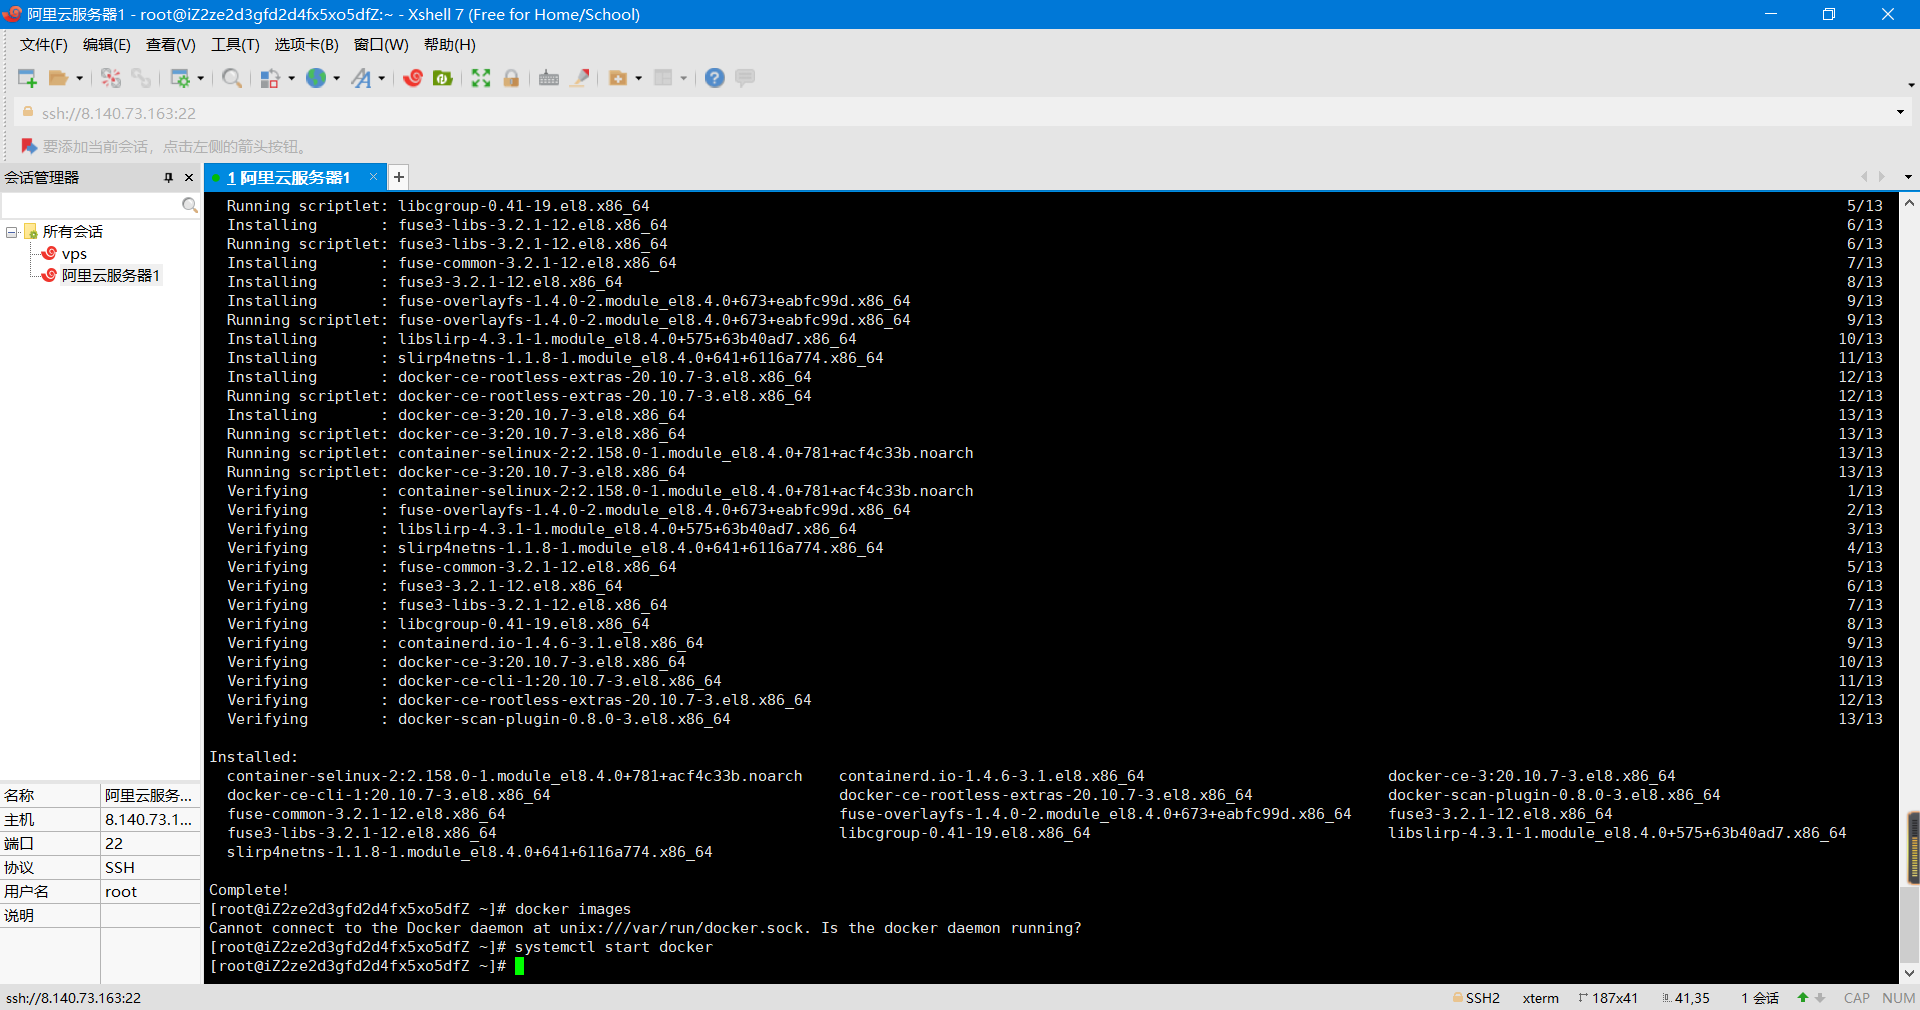 阿里云服务器1 - root@iZ2ze2d3gfd2d4fx5xo5dfZ:~ - Xshell 7 (Free for Home/School)
文件(F) 编辑(E) 查看(V) 工具(T) 选项卡(B) 窗口(W) 帮助(H)
ssh://8.140.73.163:22
要添加当前会话，点击左侧的箭头按钮。
会话管理器
1 阿里云服务器1
所有会话
vps
阿里云服务器1
名称 阿里云服务...
主机 8.140.73.1...
端口 22
协议 SSH
用户名 root
说明
Running scriptlet: libcgroup-0.41-19.el8.x86_64 5/13
Installing : fuse3-libs-3.2.1-12.el8.x86_64 6/13
Running scriptlet: fuse3-libs-3.2.1-12.el8.x86_64 6/13
Installing : fuse-common-3.2.1-12.el8.x86_64 7/13
Installing : fuse3-3.2.1-12.el8.x86_64 8/13
Installing : fuse-overlayfs-1.4.0-2.module_el8.4.0+673+eabfc99d.x86_64 9/13
Running scriptlet: fuse-overlayfs-1.4.0-2.module_el8.4.0+673+eabfc99d.x86_64 9/13
Installing : libslirp-4.3.1-1.module_el8.4.0+575+63b40ad7.x86_64 10/13
Installing : slirp4netns-1.1.8-1.module_el8.4.0+641+6116a774.x86_64 11/13
Installing : docker-ce-rootless-extras-20.10.7-3.el8.x86_64 12/13
Running scriptlet: docker-ce-rootless-extras-20.10.7-3.el8.x86_64 12/13
Installing : docker-ce-3:20.10.7-3.el8.x86_64 13/13
Running scriptlet: docker-ce-3:20.10.7-3.el8.x86_64 13/13
Running scriptlet: container-selinux-2:2.158.0-1.module_el8.4.0+781+acf4c33b.noarch 13/13
Running scriptlet: docker-ce-3:20.10.7-3.el8.x86_64 13/13
Verifying : container-selinux-2:2.158.0-1.module_el8.4.0+781+acf4c33b.noarch 1/13
Verifying : fuse-overlayfs-1.4.0-2.module_el8.4.0+673+eabfc99d.x86_64 2/13
Verifying : libslirp-4.3.1-1.module_el8.4.0+575+63b40ad7.x86_64 3/13
Verifying : slirp4netns-1.1.8-1.module_el8.4.0+641+6116a774.x86_64 4/13
Verifying : fuse-common-3.2.1-12.el8.x86_64 5/13
Verifying : fuse3-3.2.1-12.el8.x86_64 6/13
Verifying : fuse3-libs-3.2.1-12.el8.x86_64 7/13
Verifying : libcgroup-0.41-19.el8.x86_64 8/13
Verifying : containerd.io-1.4.6-3.1.el8.x86_64 9/13
Verifying : docker-ce-3:20.10.7-3.el8.x86_64 10/13
Verifying : docker-ce-cli-1:20.10.7-3.el8.x86_64 11/13
Verifying : docker-ce-rootless-extras-20.10.7-3.el8.x86_64 12/13
Verifying : docker-scan-plugin-0.8.0-3.el8.x86_64 13/13
Installed:
container-selinux-2:2.158.0-1.module_el8.4.0+781+acf4c33b.noarch containerd.io-1.4.6-3.1.el8.x86_64 docker-ce-3:20.10.7-3.el8.x86_64
docker-ce-cli-1:20.10.7-3.el8.x86_64 docker-ce-rootless-extras-20.10.7-3.el8.x86_64 docker-scan-plugin-0.8.0-3.el8.x86_64
fuse-common-3.2.1-12.el8.x86_64 fuse-overlayfs-1.4.0-2.module_el8.4.0+673+eabfc99d.x86_64 fuse3-3.2.1-12.el8.x86_64
fuse3-libs-3.2.1-12.el8.x86_64 libcgroup-0.41-19.el8.x86_64 libslirp-4.3.1-1.module_el8.4.0+575+63b40ad7.x86_64
slirp4netns-1.1.8-1.module_el8.4.0+641+6116a774.x86_64
Complete!
[root@iZ2ze2d3gfd2d4fx5xo5dfZ ~]# docker images
Cannot connect to the Docker daemon at unix:///var/run/docker.sock. Is the docker daemon running?
[root@iZ2ze2d3gfd2d4fx5xo5dfZ ~]# systemctl start docker
[root@iZ2ze2d3gfd2d4fx5xo5dfZ ~]#
ssh://8.140.73.163:22 SSH2 xterm 187x41 41,35 1 会话 CAP NUM